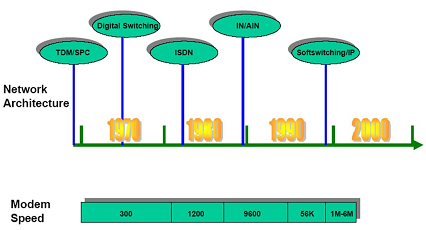 Digital Switching
IN/AIN
TDM/SPC
ISDN
Softswitching/IP
Network
Architecture
1970
1980
1990
2000
Modem
Speed
300
1200
9600
56K
1M-6M